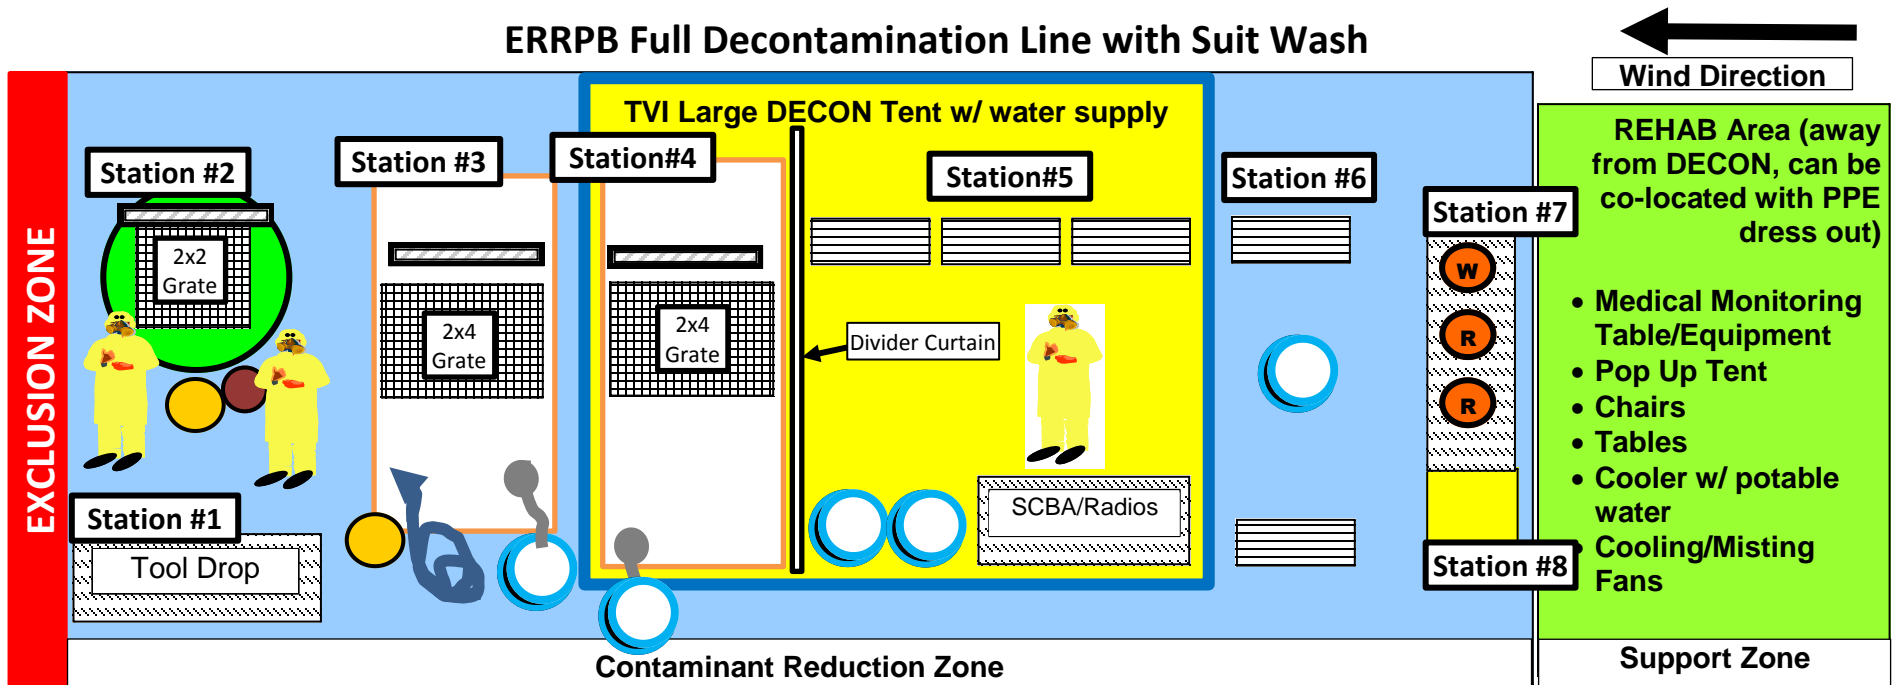 ERRPB Full Decontamination Line with Suit Wash
Wind Direction
EXCLUSION ZONE
Station #1
Tool Drop
Station #2
2x2
Grate
Station #3
2x4
Grate
TVI Large DECON Tent w/ water supply
Station#4
2x4
Grate
Divider Curtain
Station#5
SCBA/Radios
Station #6
Station #7
W
R
R
Station #8
Contaminant Reduction Zone
REHAB Area (away
from DECON, can be
co-located with PPE
dress out)
• Medical Monitoring
Table/Equipment
• Pop Up Tent
• Chairs
• Tables
• Cooler w/ potable
water
• Cooling/Misting
Fans
Support Zone